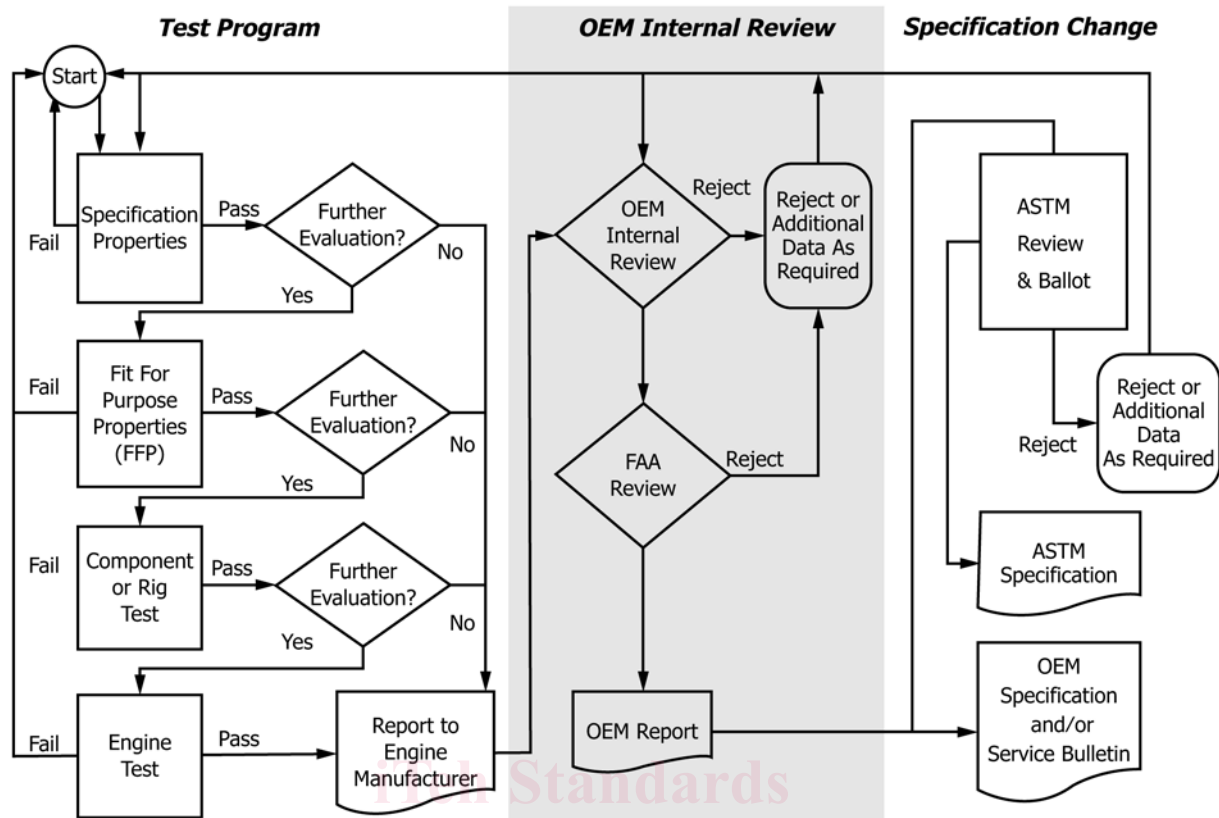 Test Program
OEM Internal Review
Specification Change
Start
Specification
Properties
Pass
Fail
Further
Evaluation?
No
Yes
Fit For
Purpose
Properties
(FFP)
Pass
Fail
Further
Evaluation?
No
Yes
Component
or Rig
Test
Pass
Fail
Further
Evaluation?
No
Yes
Engine
Test
Pass
Fail
Report to
Engine
Manufacturer
OEM
Internal
Review
Reject
Reject or
Additional
Data As
Required
FAA
Review
Reject
OEM Report
ASTM
Review
& Ballot
Reject
Reject or
Additional
Data
As Required
ASTM
Specification
OEM
Specification
and/or
Service Bulletin
iTeh Standards